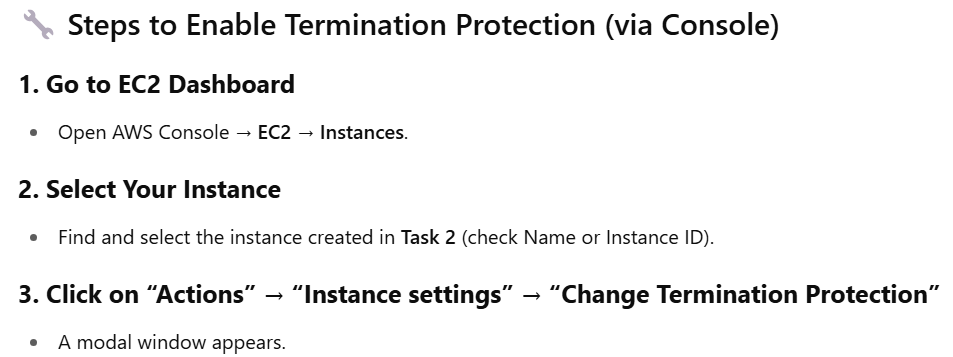 🔧 Steps to Enable Termination Protection (via Console)
1. Go to EC2 Dashboard
• Open AWS Console → EC2 → Instances.
2. Select Your Instance
• Find and select the instance created in Task 2 (check Name or Instance ID).
3. Click on “Actions” → “Instance settings” → “Change Termination Protection”
• A modal window appears.